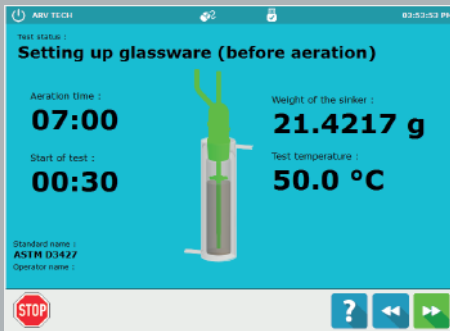 ARV TECH
03:53:53 PM
Test status :
Setting up glassware (before aeration)
Aeration time :
07:00
Weight of the sinker :
21.4217 g
Start of test :
00:30
Test temperature :
50.0 °C
Standard name :
ASTM D3427
Operator name :
STOP
?